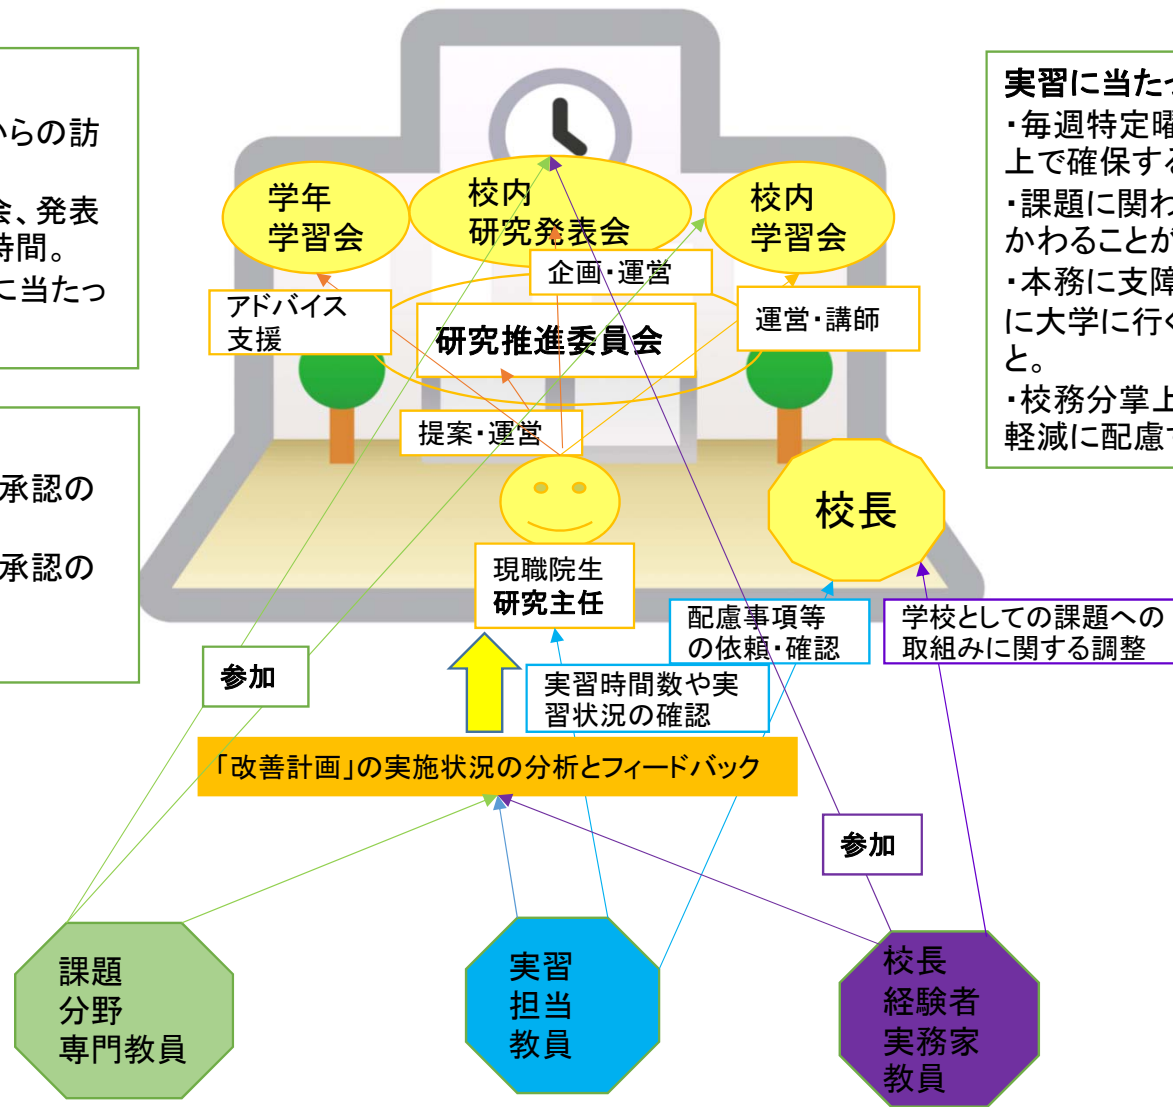 からの訪
会、発表
時間。
に当たっ
承認の
承認の
実習に当たっ
・毎週特定曜
上で確保する
・課題に関わ
かわることが
・本務に支障
に大学に行く
と。
・校務分掌上
軽減に配慮す
学年
学習会
校内
研究発表会
校内
学習会
企画・運営
アドバイス
支援
研究推進委員会
運営・講師
提案・運営
校長
現職院生
研究主任
配慮事項等
の依頼・確認
学校としての課題への
取組みに関する調整
参加
実習時間数や実
習状況の確認
「改善計画」の実施状況の分析とフィードバック
参加
課題
分野
専門教員
実習
担当
教員
校長
経験者
実務家
教員